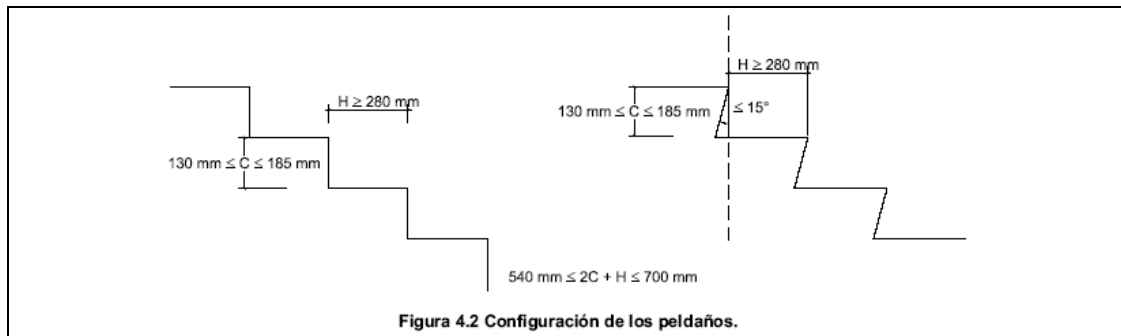 H ≥ 280 mm
130 mm ≤ C ≤ 185 mm
H ≥ 280 mm
130 mm ≤ C ≤ 185 mm
≤ 15°
540 mm ≤ 2C + H ≤ 700 mm
Figura 4.2 Configuración de los peldaños.